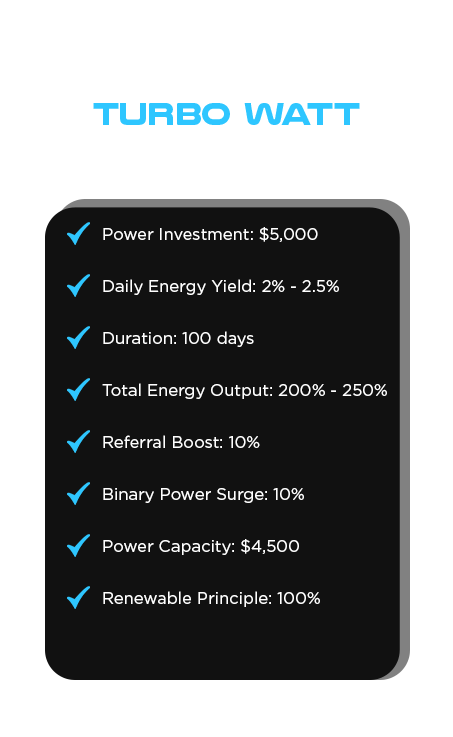 TURBO WATT
Power Investment: $5,000
Daily Energy Yield: 2% - 2.5%
Duration: 100 days
Total Energy Output: 200% - 250%
Referral Boost: 10%
Binary Power Surge: 10%
Power Capacity: $4,500
Renewable Principle: 100%